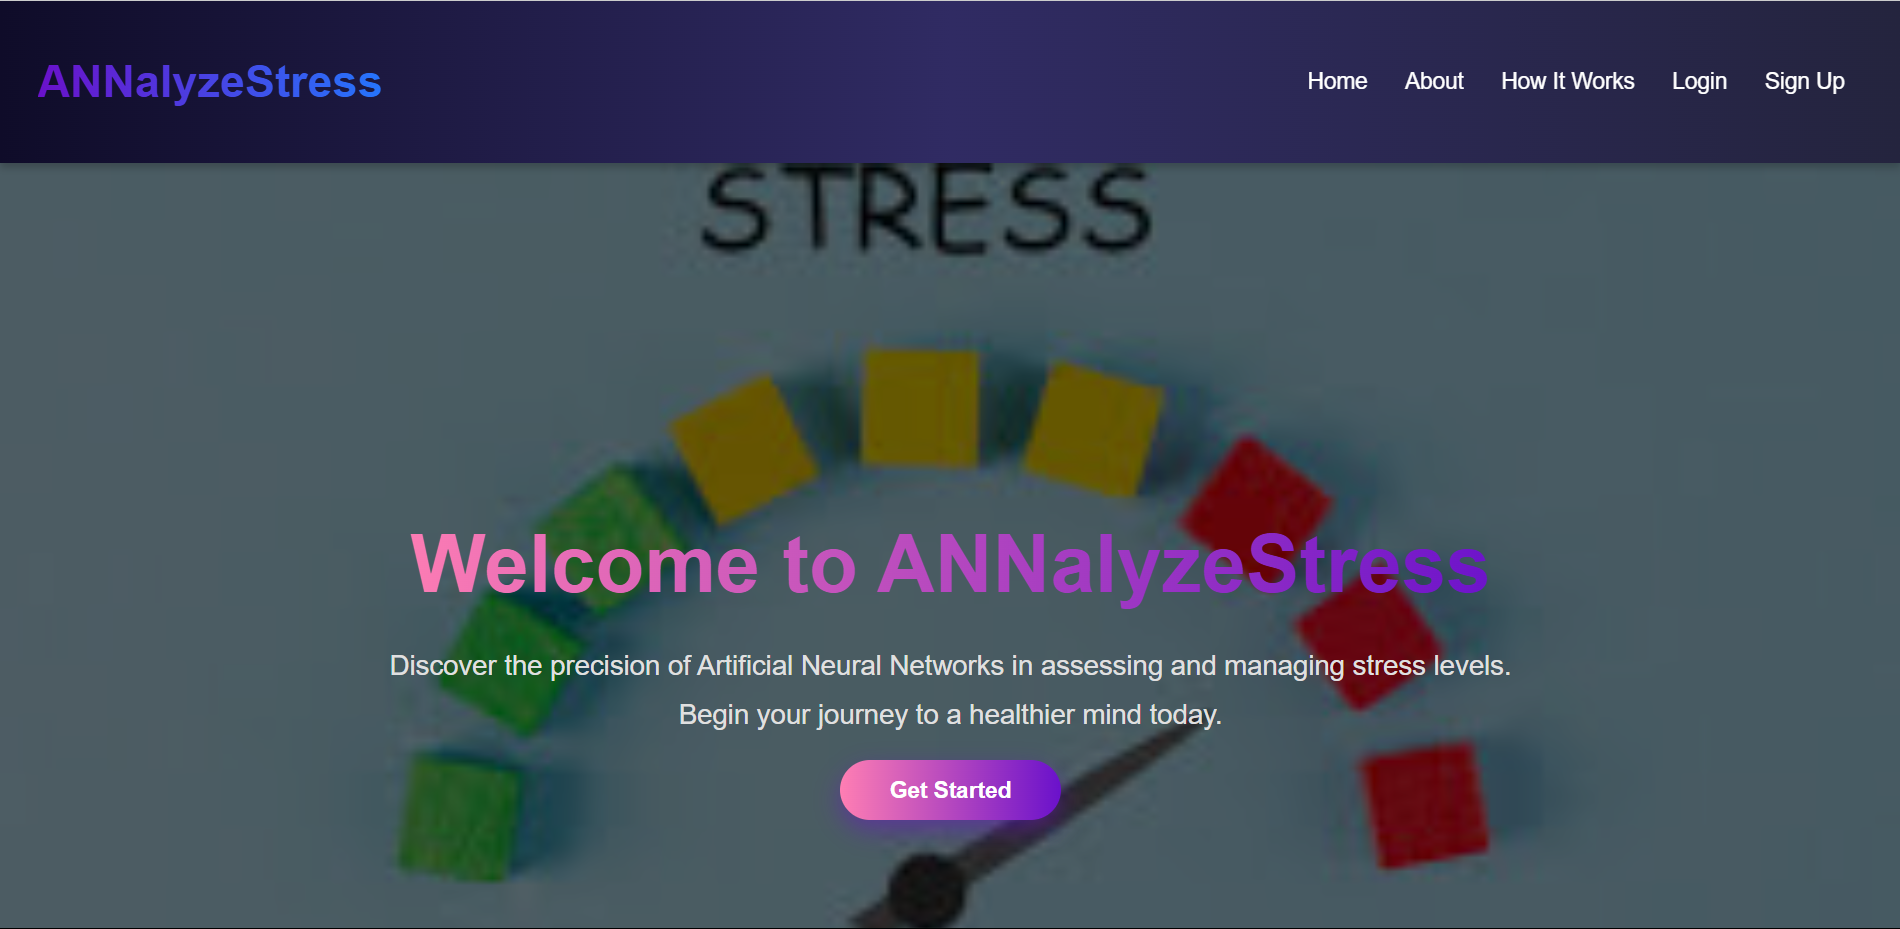 ANNalyzeStress
Home About How It Works Login Sign Up
STRESS
Welcome to ANNalyzeStress
Discover the precision of Artificial Neural Networks in assessing and managing stress levels.
Begin your journey to a healthier mind today.
Get Started